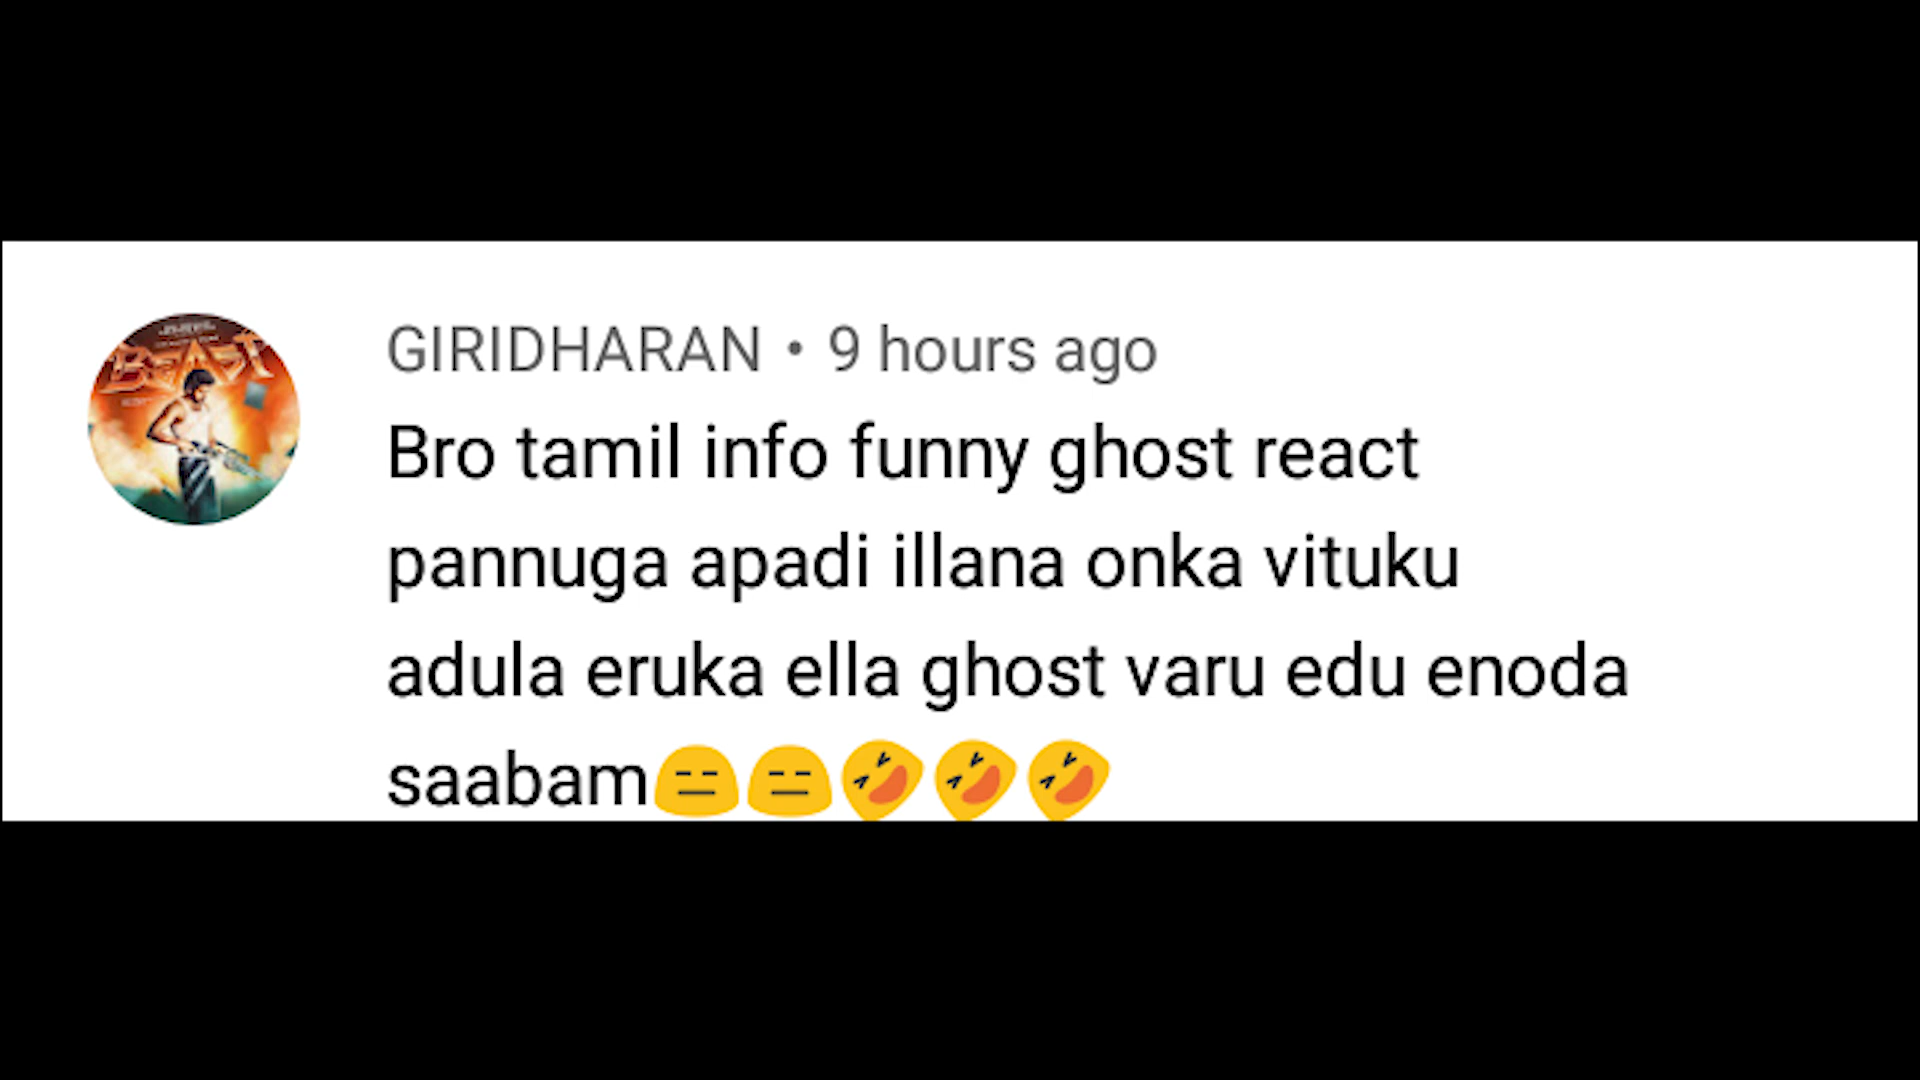 BEAST
GIRIDHARAN • 9 hours ago
Bro tamil info funny ghost react
pannuga apadi illana onka vituku
adula eruka ella ghost varu edu enoda
saabam😑😑🤣🤣🤣